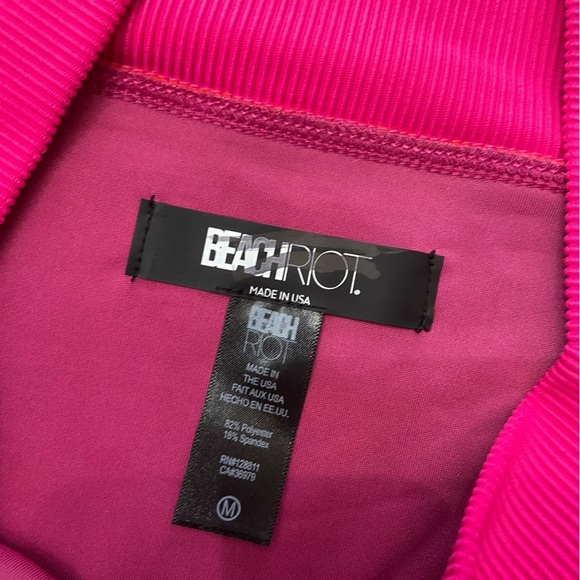 BEACHRIOT.
MADE IN USA
BEACH
RIOT
MADE IN
THE USA
FAIT AUX USA
HECHO EN EE.UU.
82% Polyester
18% Spandex
RN#128811
CA#36979
M